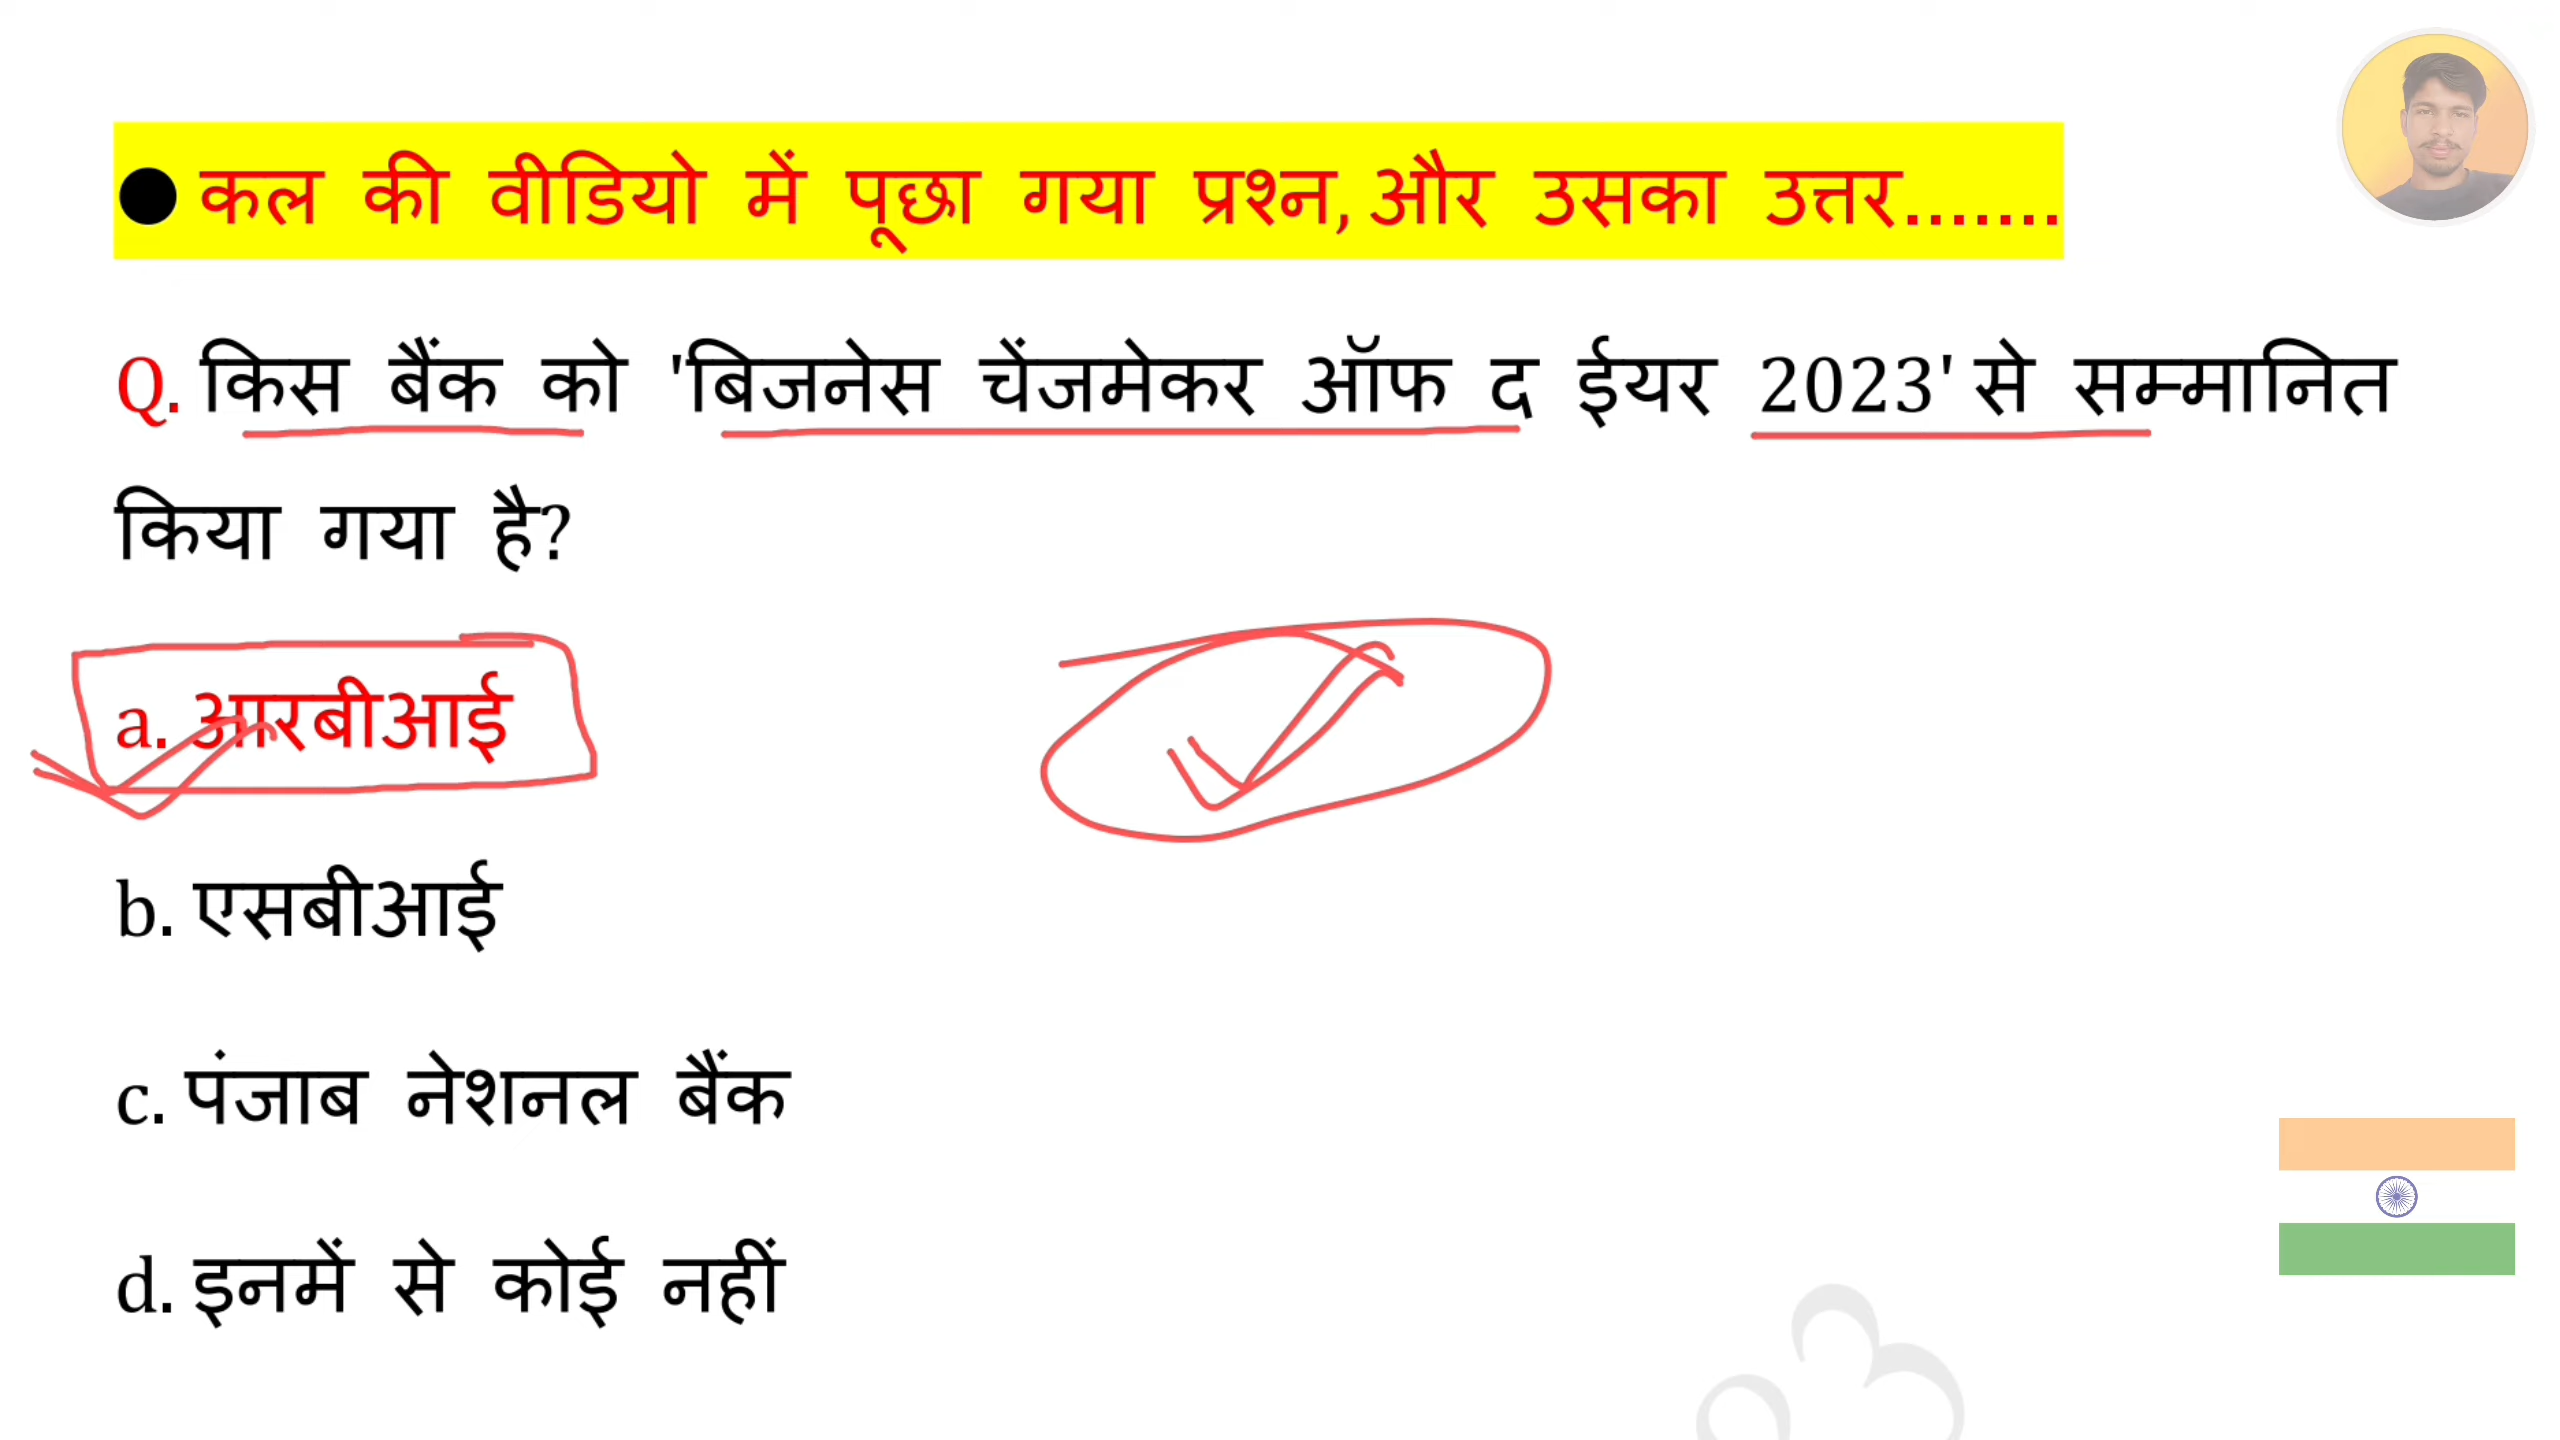 ● कल की वीडियो में पूछा गया प्रश्न, और उसका उत्तर.......
Q. किस बैंक को 'बिजनेस चेंजमेकर ऑफ द ईयर 2023' से सम्मानित
किया गया है?
a. आरबीआई
b. एसबीआई
c. पंजाब नेशनल बैंक
d. इनमें से कोई नहीं